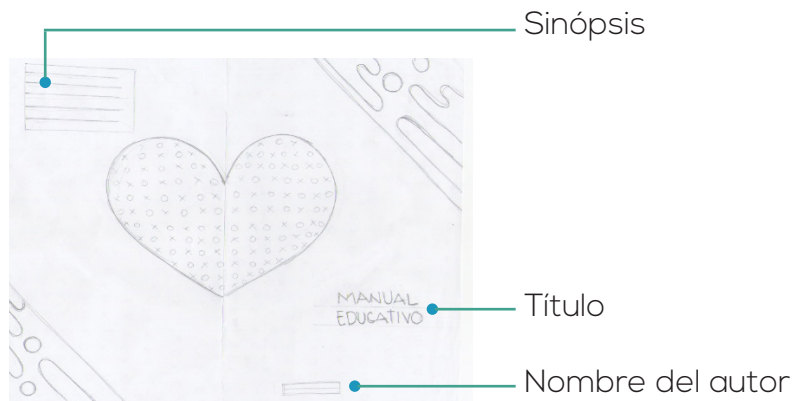 Sinópsis
MANUAL
EDUCATIVO
Título
Nombre del autor